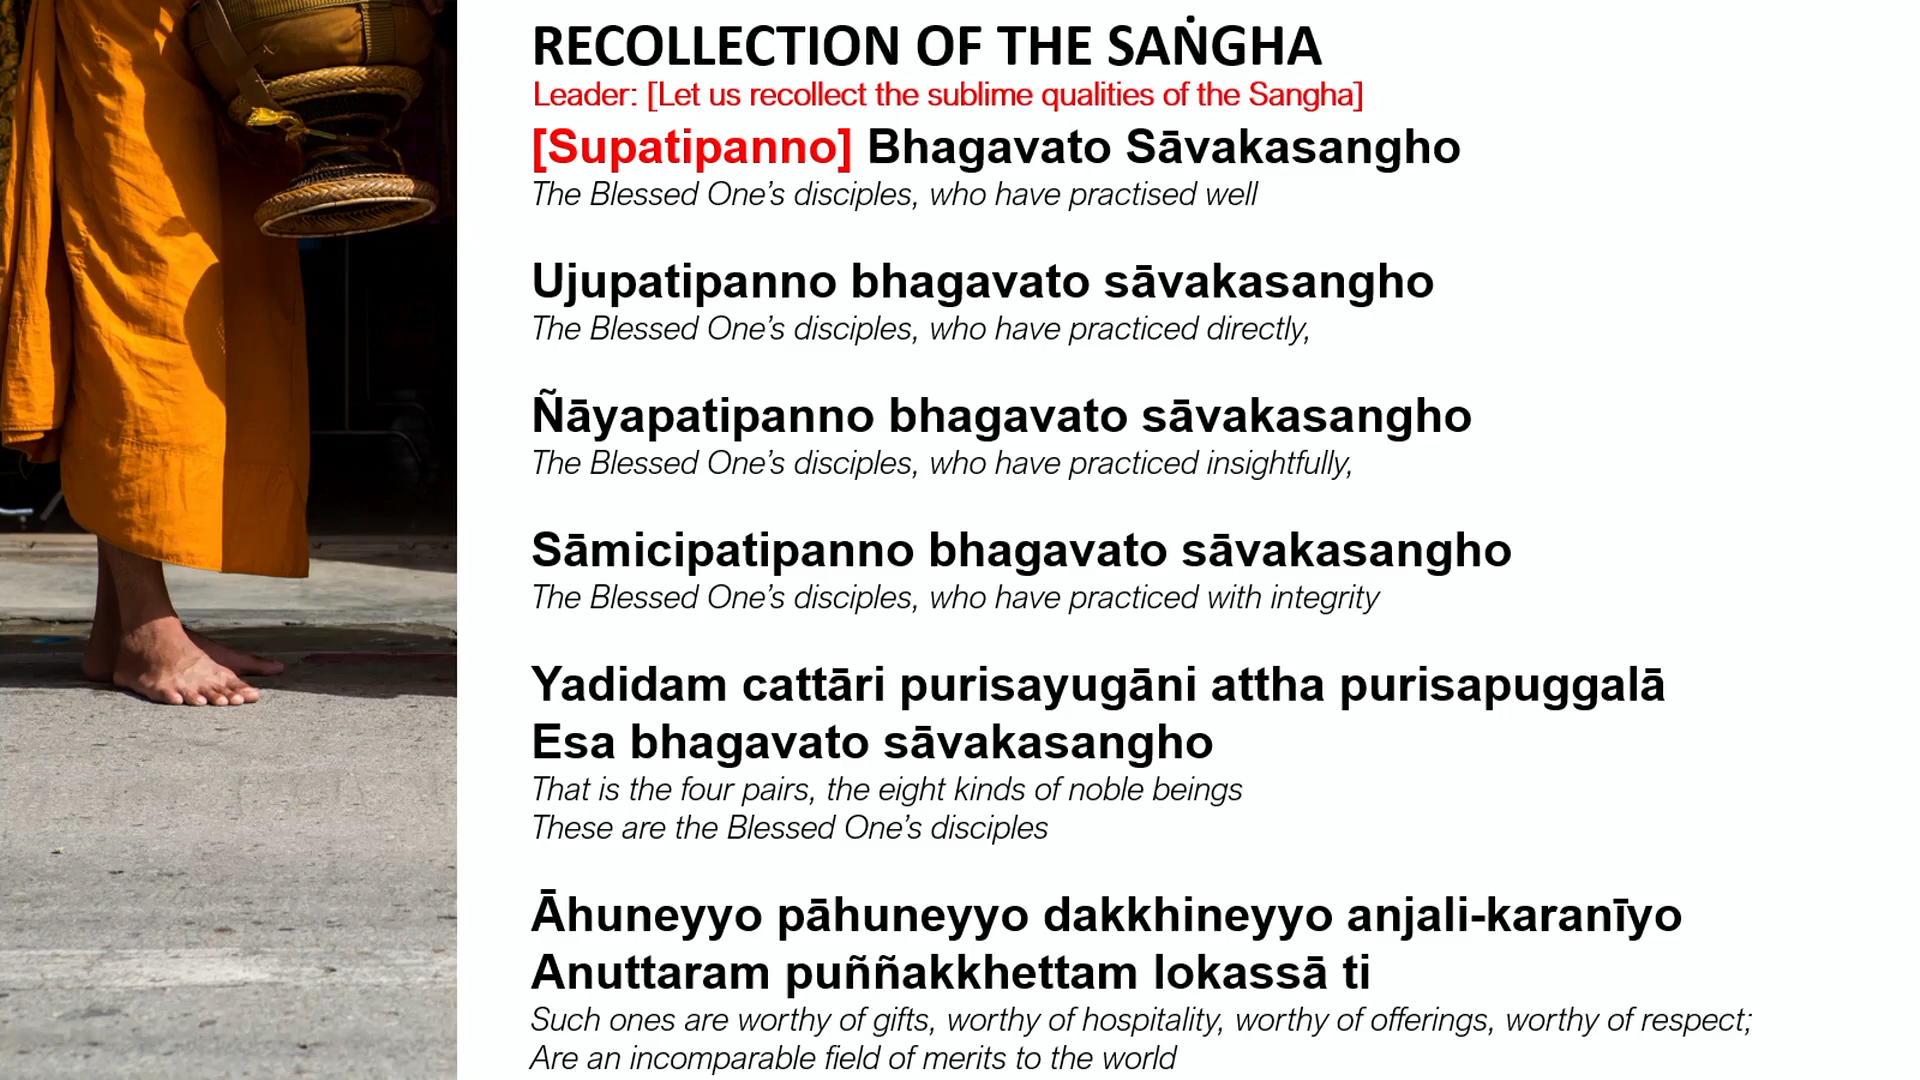 RECOLLECTION OF THE SAṄGHA
Leader: [Let us recollect the sublime qualities of the Sangha]
[Supatipanno] Bhagavato Sāvakasangho
The Blessed One’s disciples, who have practised well
Ujupatipanno bhagavato sāvakasangho
The Blessed One’s disciples, who have practiced directly,
Ñāyapatipanno bhagavato sāvakasangho
The Blessed One’s disciples, who have practiced insightfully,
Sāmicipatipanno bhagavato sāvakasangho
The Blessed One’s disciples, who have practiced with integrity
Yadidam cattāri purisayugāni attha purisapuggalā
Esa bhagavato sāvakasangho
That is the four pairs, the eight kinds of noble beings
These are the Blessed One’s disciples
Āhuneyyo pāhuneyyo dakkhineyyo anjali-karanīyo
Anuttaram puññakkhettam lokassā ti
Such ones are worthy of gifts, worthy of hospitality, worthy of offerings, worthy of respect;
Are an incomparable field of merits to the world